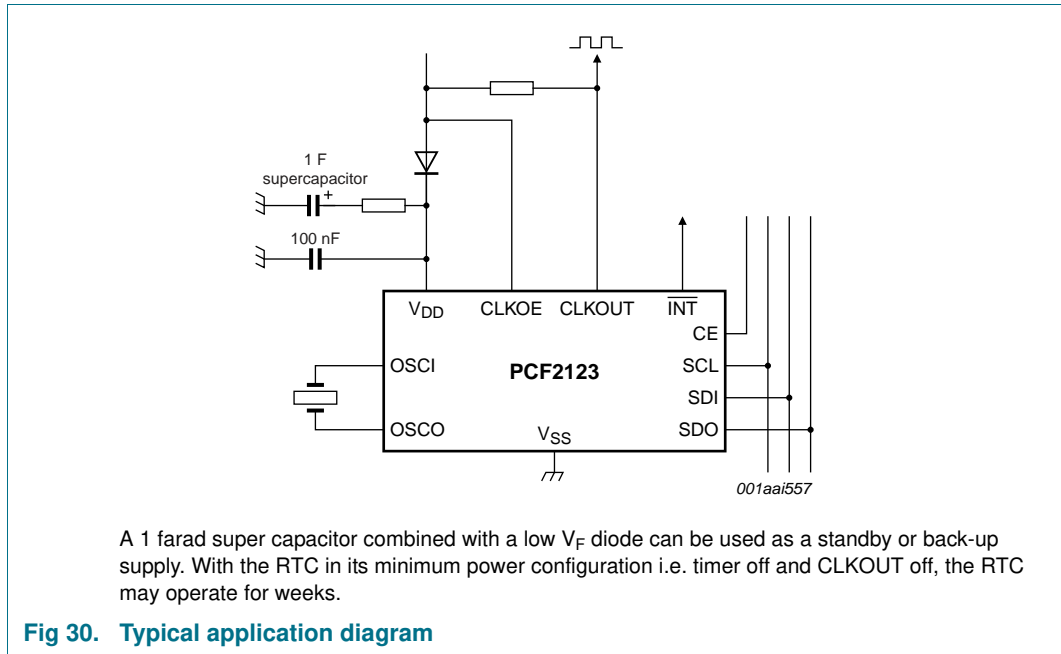 1 F
supercapacitor
+
100 nF
VDD
CLKOE
CLKOUT
INT
CE
OSCI
PCF2123
SCL
SDI
OSCO
VSS
SDO
001aai557
A 1 farad super capacitor combined with a low VF diode can be used as a standby or back-up
supply. With the RTC in its minimum power configuration i.e. timer off and CLKOUT off, the RTC
may operate for weeks.
Fig 30. Typical application diagram